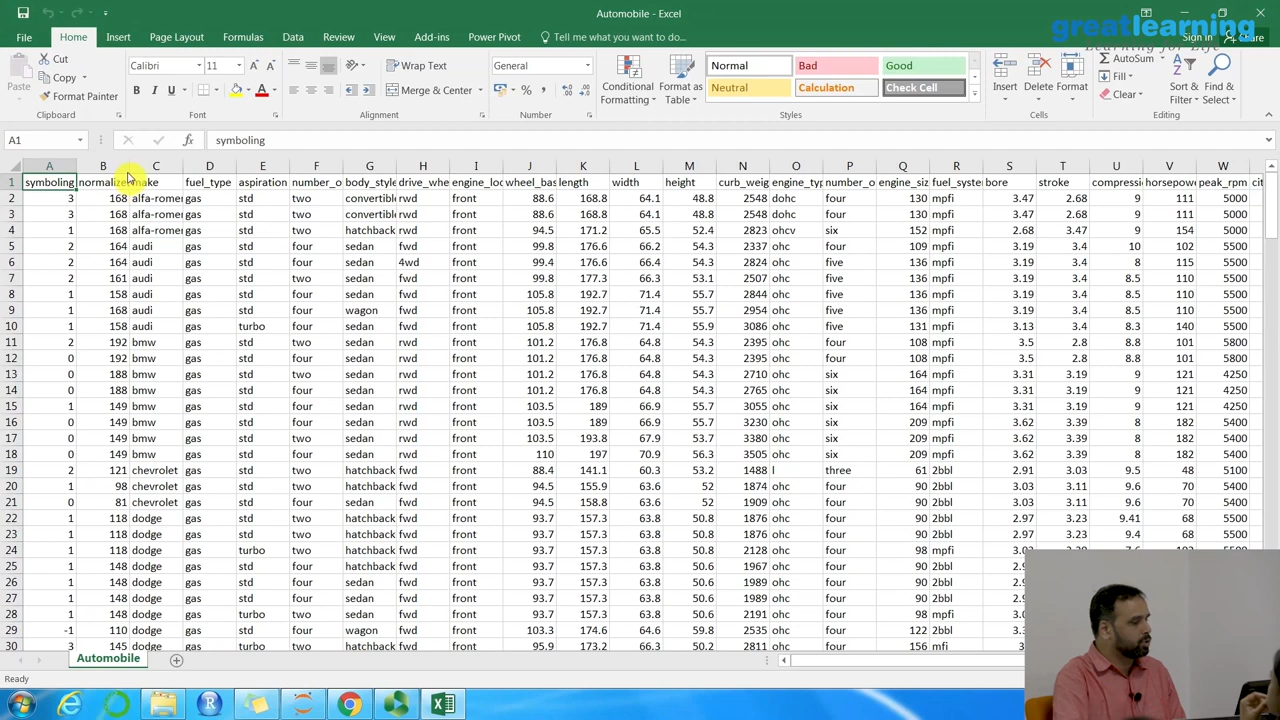 Automobile - Excel
greatlearning
Learning for Life
File Home Insert Page Layout Formulas Data Review View Add-ins Power Pivot Tell me what you want to do... Sign in Share
Cut
Copy
Format Painter
Paste
Calibri 11
Wrap Text
Merge & Center
General
Conditional Formatting
Format as Table
Normal Bad Good
Neutral Calculation Check Cell
Insert Delete Format
AutoSum
Fill
Clear
Sort & Filter
Find & Select
Clipboard Font Alignment Number Styles Cells Editing
A1 fx symboling
A B C D E F G H I J K L M N O P Q R S T U V W
1 symboling normalize make fuel_type aspiration number_o body_style drive_whe engine_loc wheel_bas length width height curb_weig engine_typ number_o engine_siz fuel_syste bore stroke compressi horsepowe peak_rpm cit
2 3 168 alfa-romer gas std two convertible rwd front 88.6 168.8 64.1 48.8 2548 dohc four 130 mpfi 3.47 2.68 9 111 5000
3 3 168 alfa-romer gas std two convertible rwd front 88.6 168.8 64.1 48.8 2548 dohc four 130 mpfi 3.47 2.68 9 111 5000
4 1 168 alfa-romer gas std two hatchback rwd front 94.5 171.2 65.5 52.4 2823 ohcv six 152 mpfi 2.68 3.47 9 154 5000
5 2 164 audi gas std four sedan fwd front 99.8 176.6 66.2 54.3 2337 ohc four 109 mpfi 3.19 3.4 10 102 5500
6 2 164 audi gas std four sedan 4wd front 99.4 176.6 66.4 54.3 2824 ohc five 136 mpfi 3.19 3.4 8 115 5500
7 2 161 audi gas std two sedan fwd front 99.8 177.3 66.3 53.1 2507 ohc five 136 mpfi 3.19 3.4 8.5 110 5500
8 1 158 audi gas std four sedan fwd front 105.8 192.7 71.4 55.7 2844 ohc five 136 mpfi 3.19 3.4 8.5 110 5500
9 1 168 audi gas std four wagon fwd front 105.8 192.7 71.4 55.7 2954 ohc five 136 mpfi 3.19 3.4 8.5 110 5500
10 1 158 audi gas turbo four sedan fwd front 105.8 192.7 71.4 55.9 3086 ohc five 131 mpfi 3.13 3.4 8.3 140 5500
11 2 192 bmw gas std two sedan rwd front 101.2 176.8 64.8 54.3 2395 ohc four 108 mpfi 3.5 2.8 8.8 101 5800
12 0 192 bmw gas std four sedan rwd front 101.2 176.8 64.8 54.3 2395 ohc four 108 mpfi 3.5 2.8 8.8 101 5800
13 0 188 bmw gas std two sedan rwd front 101.2 176.8 64.8 54.3 2710 ohc six 164 mpfi 3.31 3.19 9 121 4250
14 0 188 bmw gas std four sedan rwd front 101.2 176.8 64.8 54.3 2765 ohc six 164 mpfi 3.31 3.19 9 121 4250
15 1 149 bmw gas std four sedan rwd front 103.5 189 66.9 55.7 3055 ohc six 164 mpfi 3.31 3.19 9 121 4250
16 0 149 bmw gas std four sedan rwd front 103.5 189 66.9 55.7 3230 ohc six 209 mpfi 3.62 3.39 8 182 5400
17 0 149 bmw gas std two sedan rwd front 103.5 193.8 67.9 53.7 3380 ohc six 209 mpfi 3.62 3.39 8 182 5400
18 0 149 bmw gas std four sedan rwd front 110 197 70.9 56.3 3505 ohc six 209 mpfi 3.62 3.39 8 182 5400
19 2 121 chevrolet gas std two hatchback fwd front 88.4 141.1 60.3 53.2 1488 l three 61 2bbl 2.91 3.03 9.5 48 5100
20 1 98 chevrolet gas std two hatchback fwd front 94.5 155.9 63.6 52 1874 ohc four 90 2bbl 3.03 3.11 9.6 70 5400
21 0 81 chevrolet gas std four sedan fwd front 94.5 158.8 63.6 52 1909 ohc four 90 2bbl 3.03 3.11 9.6 70 5400
22 1 118 dodge gas std two hatchback fwd front 93.7 157.3 63.8 50.8 1876 ohc four 90 2bbl 2.97 3.23 9.41 68 5500
23 1 118 dodge gas std two hatchback fwd front 93.7 157.3 63.8 50.8 1876 ohc four 90 2bbl 2.97 3.23 9.4 68 5500
24 1 118 dodge gas turbo two hatchback fwd front 93.7 157.3 63.8 50.8 2128 ohc four 98 mpfi
25 1 148 dodge gas std four hatchback fwd front 93.7 157.3 63.8 50.6 1967 ohc four 90 2bbl
26 1 148 dodge gas std four sedan fwd front 93.7 157.3 63.8 50.6 1989 ohc four 90 2bbl
27 1 148 dodge gas std four sedan fwd front 93.7 157.3 63.8 50.6 1989 ohc four 90 2bbl
28 1 148 dodge gas turbo four sedan fwd front 93.7 157.3 63.8 50.6 2191 ohc four 98 mpfi
29 -1 110 dodge gas std four wagon fwd front 103.3 174.6 64.6 59.8 2535 ohc four 122 2bbl
30 3 145 dodge gas turbo two hatchback fwd front 95.9 173.2 66.3 50.2 2811 ohc four 156 mfi
Automobile
Ready